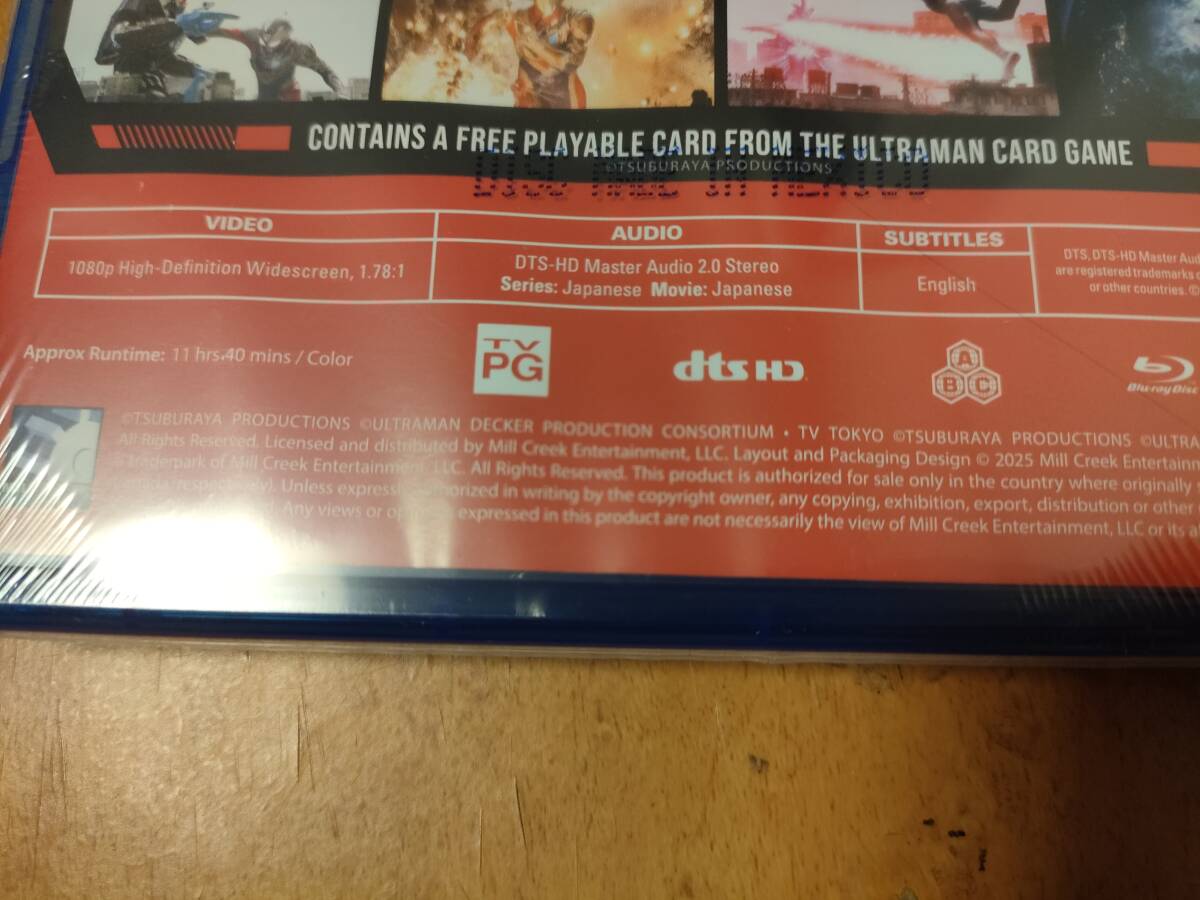 CONTAINS A FREE PLAYABLE CARD FROM THE ULTRAMAN CARD GAME
DISC MADE IN MEXICO
©TSUBURAYA PRODUCTIONS
VIDEO
1080p High-Definition Widescreen, 1.78:1
AUDIO
DTS-HD Master Audio 2.0 Stereo
Series: Japanese Movie: Japanese
SUBTITLES
English
DTS, DTS-HD Master Aud
are registered trademarks
or other countries. ©
Approx Runtime: 11 hrs. 40 mins / Color
TV
PG
dts HD
A
B C
Blu-ray Disc
©TSUBURAYA PRODUCTIONS ©ULTRAMAN DECKER PRODUCTION CONSORTIUM • TV TOKYO ©TSUBURAYA PRODUCTIONS ©ULTRA
All Rights Reserved. Licensed and distributed by Mill Creek Entertainment, LLC. Layout and Packaging Design © 2025 Mill Creek Entertainm
trademark of Mill Creek Entertainment, LLC. All Rights Reserved. This product is authorized for sale only in the country where originally
respectively). Unless expressly authorized in writing by the copyright owner, any copying, exhibition, export, distribution or other
Any views or expressed in this product are not necessarily the view of Mill Creek Entertainment, LLC or its a